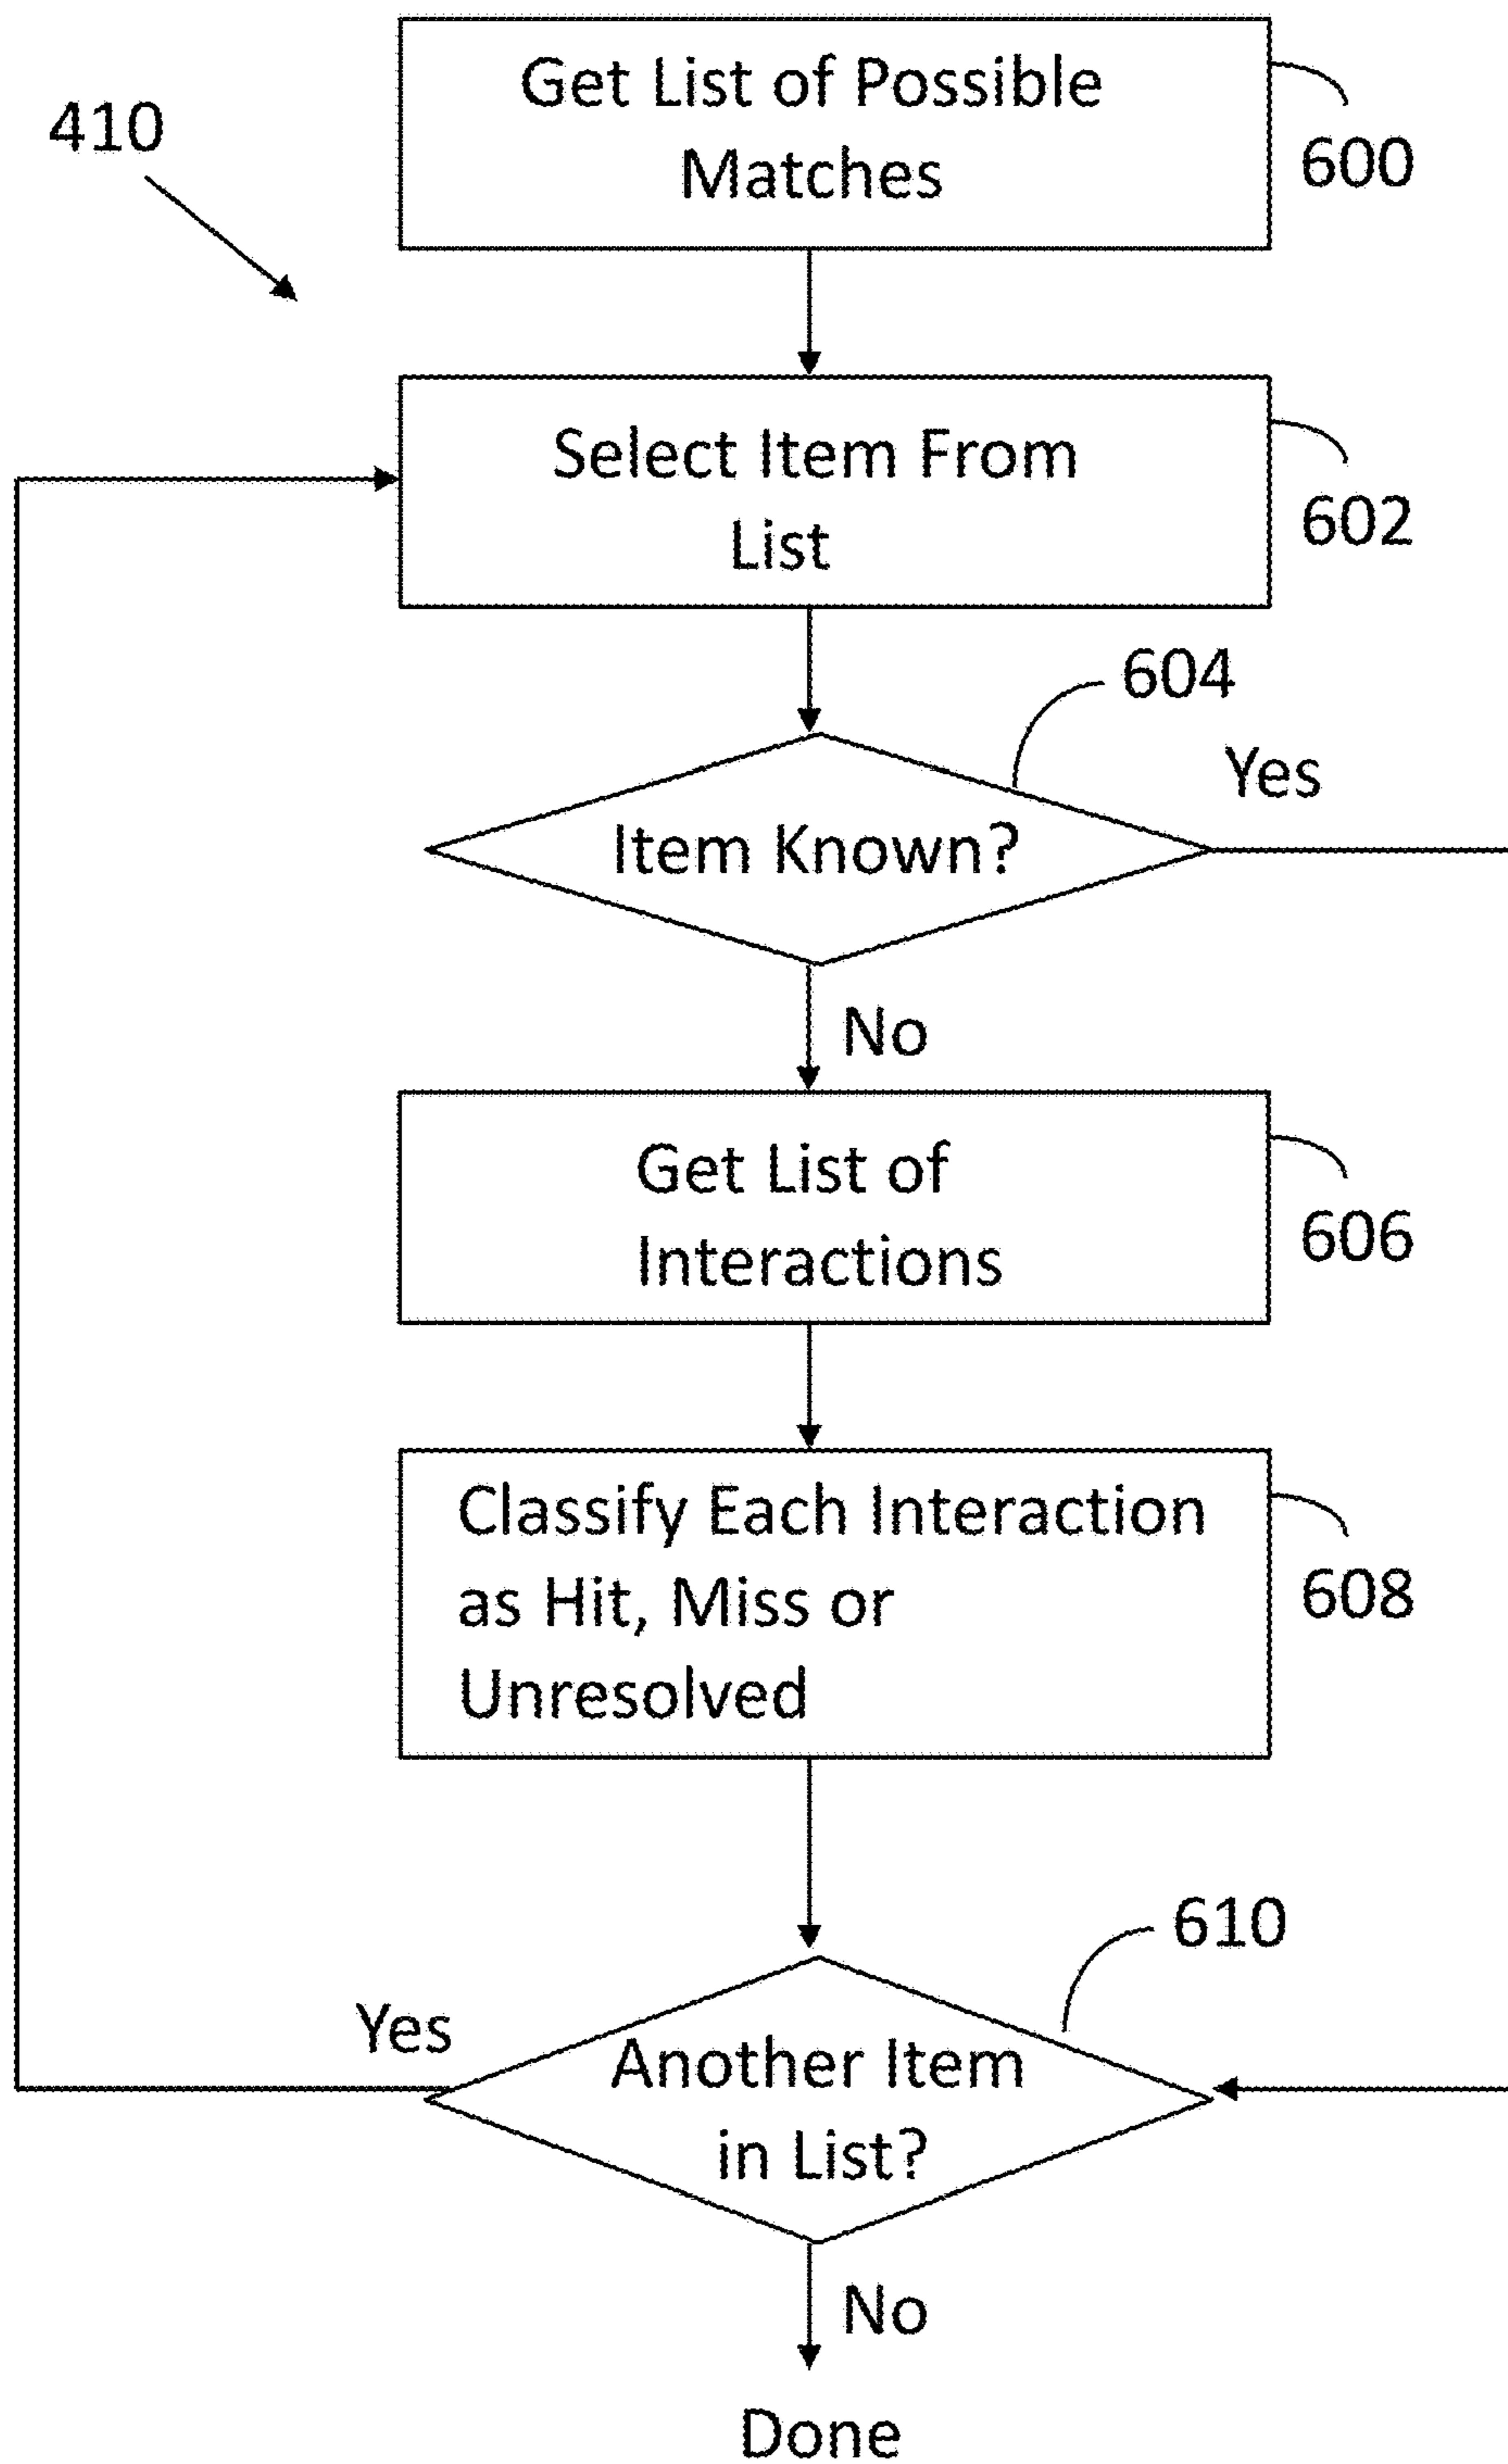 Get List of Possible
Matches
410
600
Select Item From
List
602
604
Yes
Item Known?
No
Get List of
Interactions
606
Classify Each Interaction
as Hit, Miss or
Unresolved
608
610
Yes
Another Item
in List?
No
Done